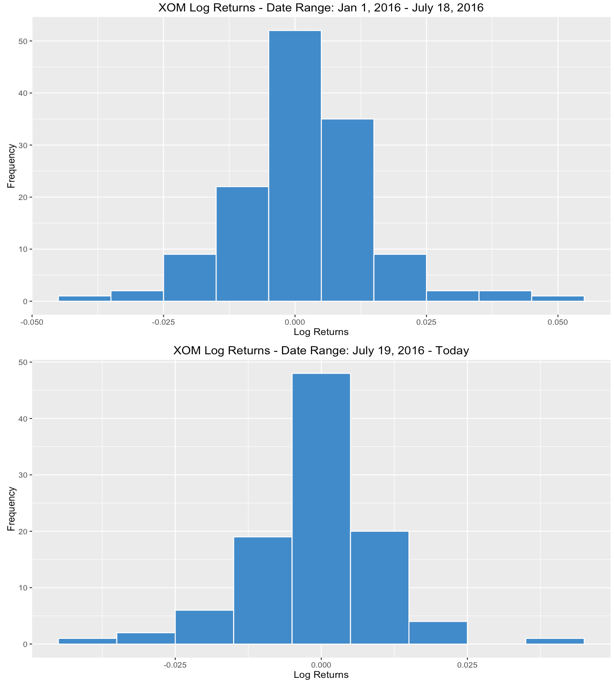 XOM Log Returns - Date Range: Jan 1, 2016 - July 18, 2016
50
40
30
20
10
0
Frequency
-0.050 -0.025 0.000 0.025 0.050
Log Returns
XOM Log Returns - Date Range: July 19, 2016 - Today
50
40
30
20
10
0
Frequency
-0.025 0.000 0.025
Log Returns